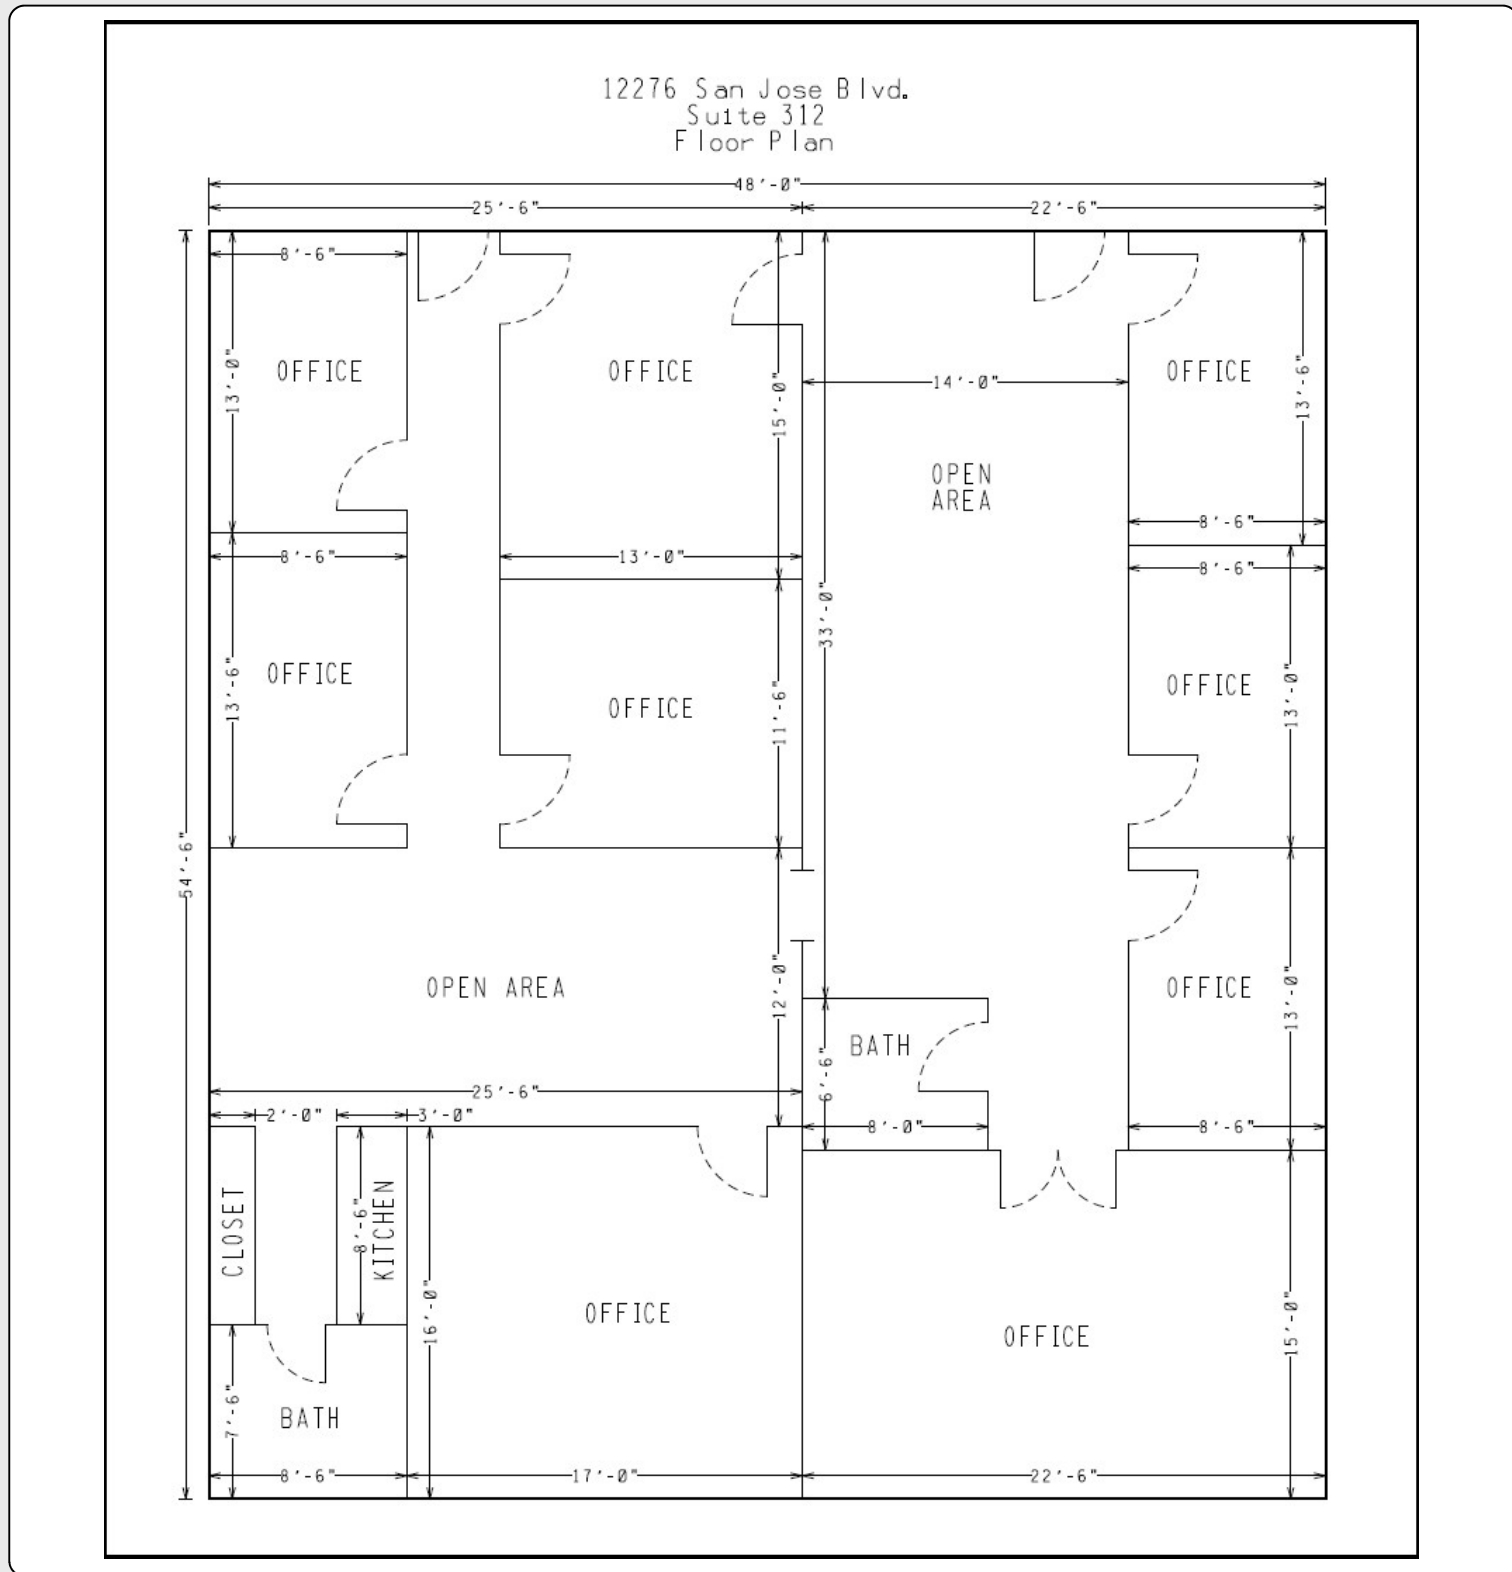 12276 San Jose Blvd.
Suite 312
Floor Plan
48'-0"
25'-6"
22'-6"
8'-6"
13'-0"
OFFICE
OFFICE
15'-0"
14'-0"
OFFICE
13'-6"
OPEN
AREA
8'-6"
8'-6"
13'-0"
8'-6"
33'-0"
OFFICE
13'-6"
OFFICE
11'-6"
OFFICE
13'-0"
54'-6"
OPEN AREA
12'-0"
OFFICE
13'-0"
BATH
6'-6"
25'-6"
2'-0"
3'-0"
8'-0"
8'-6"
CLOSET
8'-6"
KITCHEN
16'-0"
OFFICE
OFFICE
15'-0"
7'-6"
BATH
8'-6"
17'-0"
22'-6"